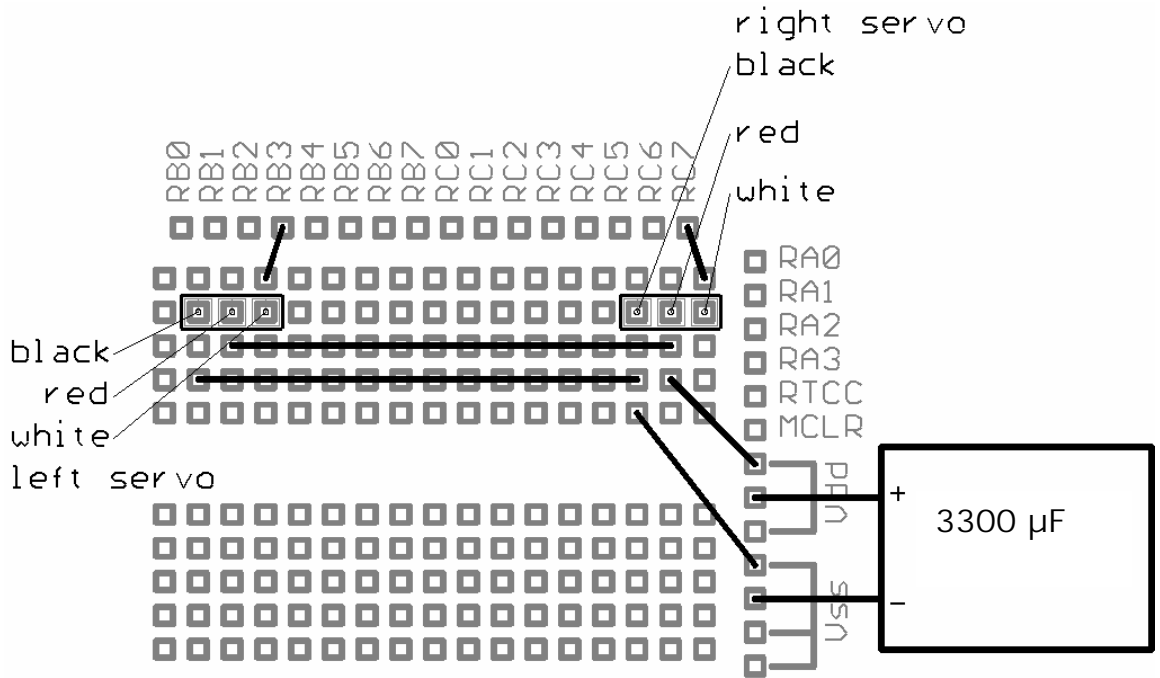 right servo
black
red
white
RB0
RB1
RB2
RB3
RB4
RB5
RB6
RB7
RC0
RC1
RC2
RC3
RC4
RC5
RC6
RC7
RA0
RA1
RA2
RA3
RTCC
MCLR
black
red
white
left servo
Vdd
Vss
+
3300 µF
−